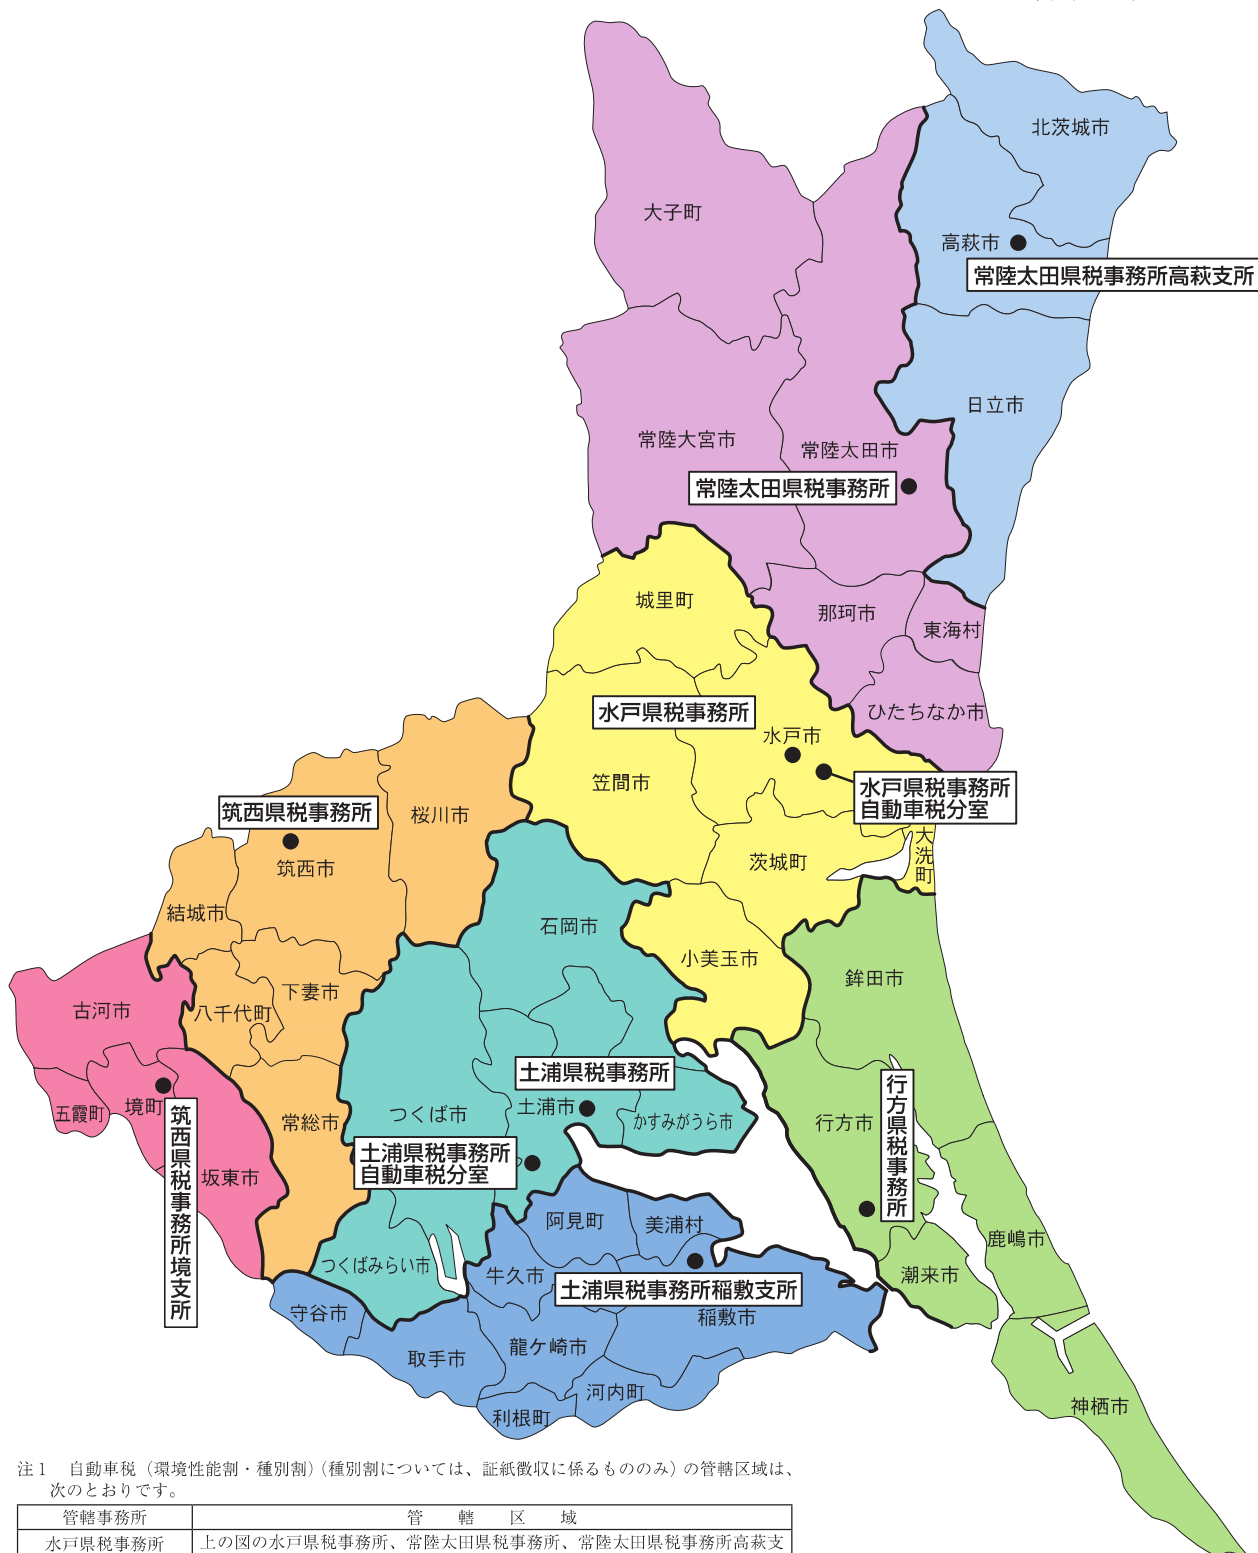 北茨城市
大子町
高萩市
常陸太田県税事務所高萩支所
日立市
常陸大宮市
常陸太田市
常陸太田県税事務所
城里町
那珂市
東海村
ひたちなか市
水戸県税事務所
水戸市
笠間市
水戸県税事務所
自動車税分室
桜川市
筑西県税事務所
筑西市
大洗町
茨城町
結城市
石岡市
小美玉市
鉾田市
下妻市
八千代町
古河市
土浦県税事務所
行方県税事務所
境町
五霞町
土浦市
つくば市
かすみがうら市
常総市
行方市
筑西県税事務所境支所
土浦県税事務所
自動車税分室
坂東市
阿見町
美浦村
鹿嶋市
つくばみらい市
牛久市
潮来市
土浦県税事務所稲敷支所
守谷市
稲敷市
龍ケ崎市
取手市
河内町
利根町
神栖市
注1　自動車税（環境性能割・種別割）（種別割については、証紙徴収に係るもののみ）の管轄区域は、
次のとおりです。
管轄事務所　管　轄　区　域
水戸県税事務所　上の図の水戸県税事務所、常陸太田県税事務所、常陸太田県税事務所高萩支